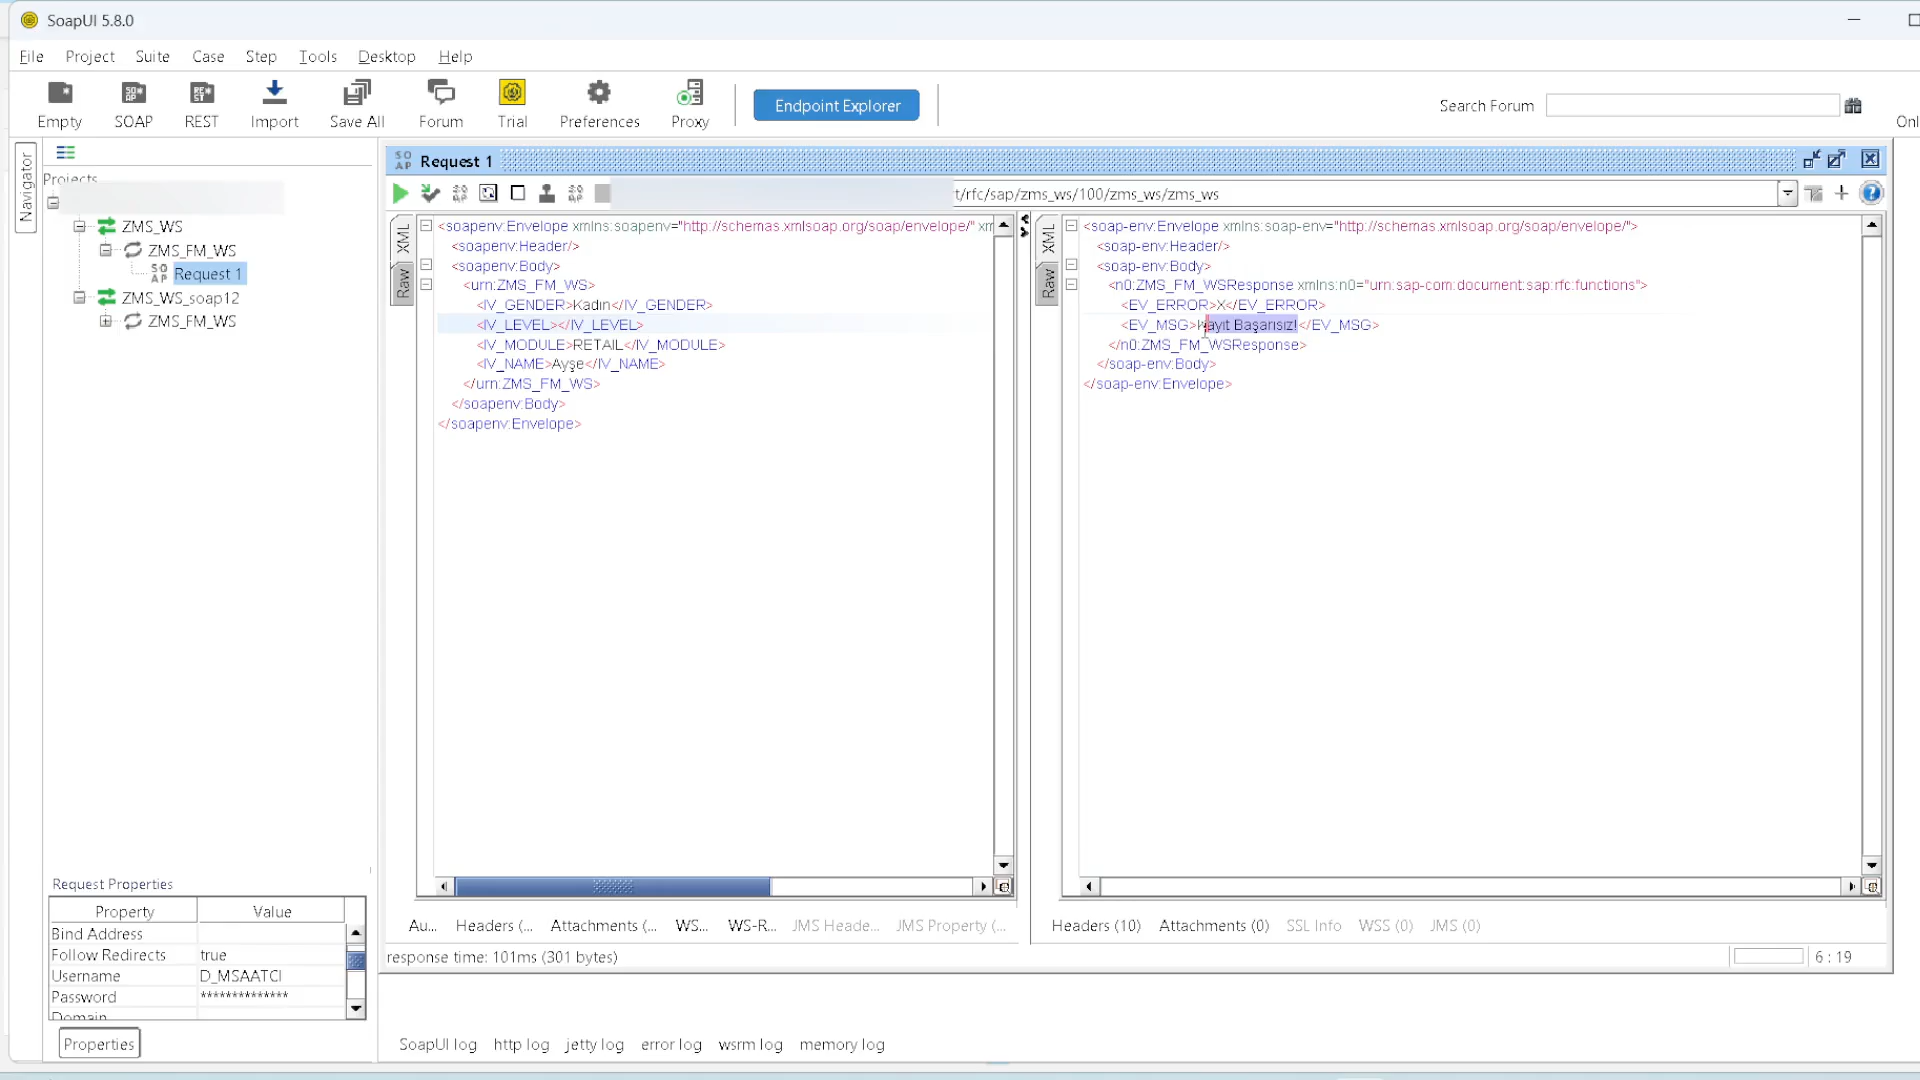 SoapUI 5.8.0
File Project Suite Case Step Tools Desktop Help
Empty SOAP REST Import Save All Forum Trial Preferences Proxy Endpoint Explorer Search Forum Onl
Navigator
Projects
ZMS_WS
ZMS_FM_WS
Request 1
ZMS_WS_soap12
ZMS_FM_WS
Request 1
t/rfc/sap/zms_ws/100/zms_ws/zms_ws
XML
Raw
<soapenv:Envelope xmlns:soapenv="http://schemas.xmlsoap.org/soap/envelope/" xm
<soapenv:Header/>
<soapenv:Body>
<urn:ZMS_FM_WS>
<IV_GENDER>Kadın</IV_GENDER>
<IV_LEVEL></IV_LEVEL>
<IV_MODULE>RETAIL</IV_MODULE>
<IV_NAME>Ayşe</IV_NAME>
</urn:ZMS_FM_WS>
</soapenv:Body>
</soapenv:Envelope>
XML
Raw
<soap-env:Envelope xmlns:soap-env="http://schemas.xmlsoap.org/soap/envelope/">
<soap-env:Header/>
<soap-env:Body>
<n0:ZMS_FM_WSResponse xmlns:n0="urn:sap-com:document:sap:rfc:functions">
<EV_ERROR>X</EV_ERROR>
<EV_MSG>Kayıt Başarısız!</EV_MSG>
</n0:ZMS_FM_WSResponse>
</soap-env:Body>
</soap-env:Envelope>
Au... Headers (... Attachments (... WS... WS-R... JMS Heade... JMS Property (...
Headers (10) Attachments (0) SSL Info WSS (0) JMS (0)
response time: 101ms (301 bytes)
6 : 19
Request Properties
Property Value
Bind Address
Follow Redirects true
Username D_MSAATCI
Password **************
Domain
Properties
SoapUI log http log jetty log error log wsrm log memory log